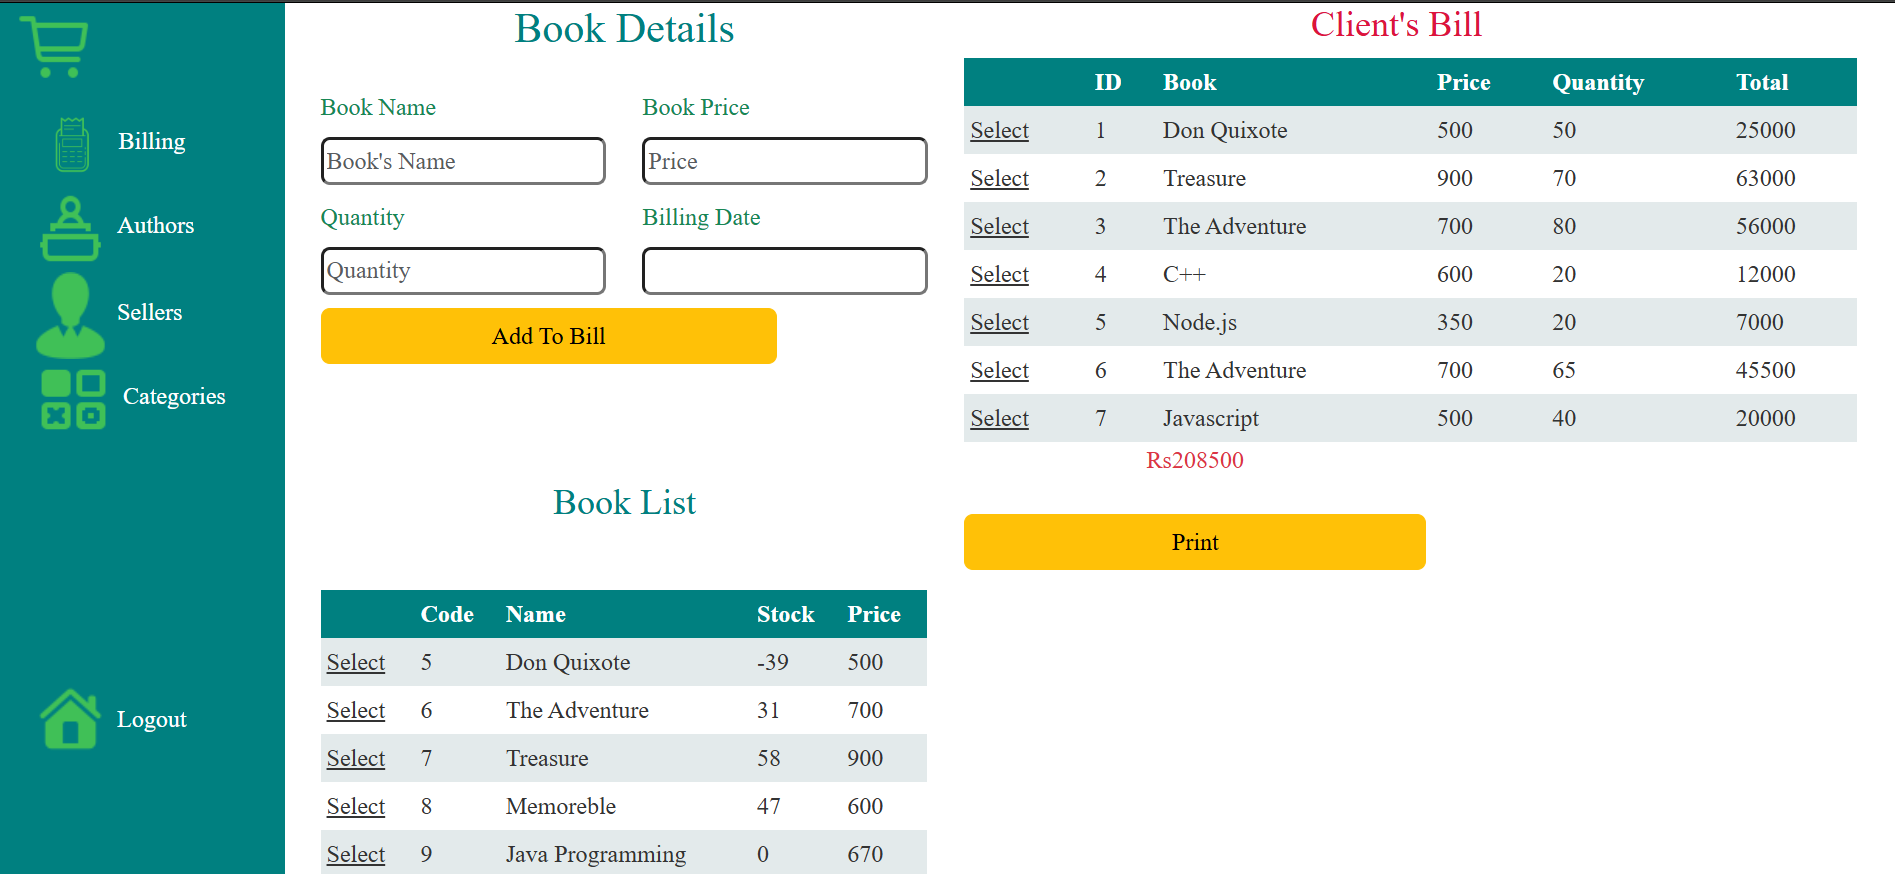 Billing
Authors
Sellers
Categories
Logout
Book Details
Book Name Book Price
Book's Name Price
Quantity Billing Date
Quantity
Add To Bill
Book List
Code Name Stock Price
Select 5 Don Quixote -39 500
Select 6 The Adventure 31 700
Select 7 Treasure 58 900
Select 8 Memoreble 47 600
Select 9 Java Programming 0 670
Client's Bill
ID Book Price Quantity Total
Select 1 Don Quixote 500 50 25000
Select 2 Treasure 900 70 63000
Select 3 The Adventure 700 80 56000
Select 4 C++ 600 20 12000
Select 5 Node.js 350 20 7000
Select 6 The Adventure 700 65 45500
Select 7 Javascript 500 40 20000
Rs208500
Print